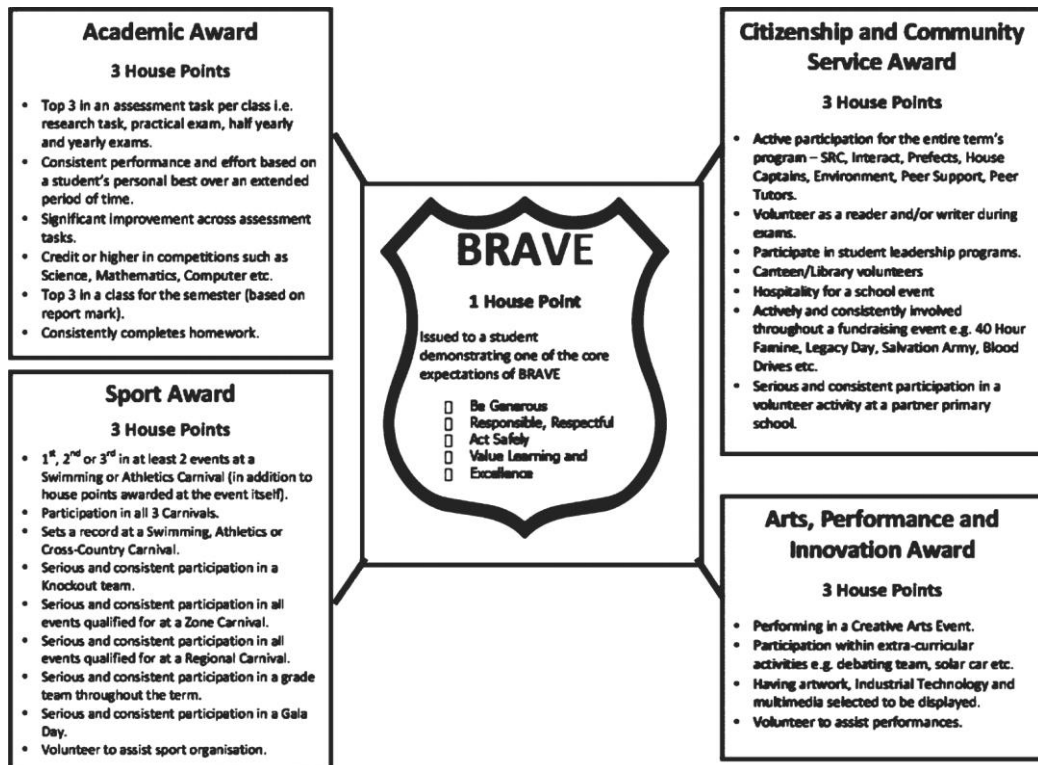 Academic Award
3 House Points
• Top 3 in an assessment task per class i.e.
research task, practical exam, half yearly
and yearly exams.
• Consistent performance and effort based on
a student's personal best over an extended
period of time.
• Significant improvement across assessment
tasks.
• Credit or higher in competitions such as
Science, Mathematics, Computer etc.
• Top 3 in a class for the semester (based on
report mark).
• Consistently completes homework.
Sport Award
3 House Points
• 1st, 2nd or 3rd in at least 2 events at a
Swimming or Athletics Carnival (in addition to
house points awarded at the event itself).
• Participation in all 3 Carnivals.
• Sets a record at a Swimming, Athletics or
Cross-Country Carnival.
• Serious and consistent participation in a
Knockout team.
• Serious and consistent participation in all
events qualified for at a Zone Carnival.
• Serious and consistent participation in all
events qualified for at a Regional Carnival.
• Serious and consistent participation in a grade
team throughout the term.
• Serious and consistent participation in a Gala
Day.
• Volunteer to assist sport organisation.
BRAVE
1 House Point
Issued to a student
demonstrating one of the core
expectations of BRAVE
Be Generous
Responsible, Respectful
Act Safely
Value Learning and
Excellence
Citizenship and Community
Service Award
3 House Points
• Active participation for the entire term's
program – SRC, Interact, Prefects, House
Captains, Environment, Peer Support, Peer
Tutors.
• Volunteer as a reader and/or writer during
exams.
• Participate in student leadership programs.
• Canteen/Library volunteers
• Hospitality for a school event
• Actively and consistently involved
throughout a fundraising event e.g. 40 Hour
Famine, Legacy Day, Salvation Army, Blood
Drives etc.
• Serious and consistent participation in a
volunteer activity at a partner primary
school.
Arts, Performance and
Innovation Award
3 House Points
• Performing in a Creative Arts Event.
• Participation within extra-curricular
activities e.g. debating team, solar car etc.
• Having artwork, Industrial Technology and
multimedia selected to be displayed.
• Volunteer to assist performances.